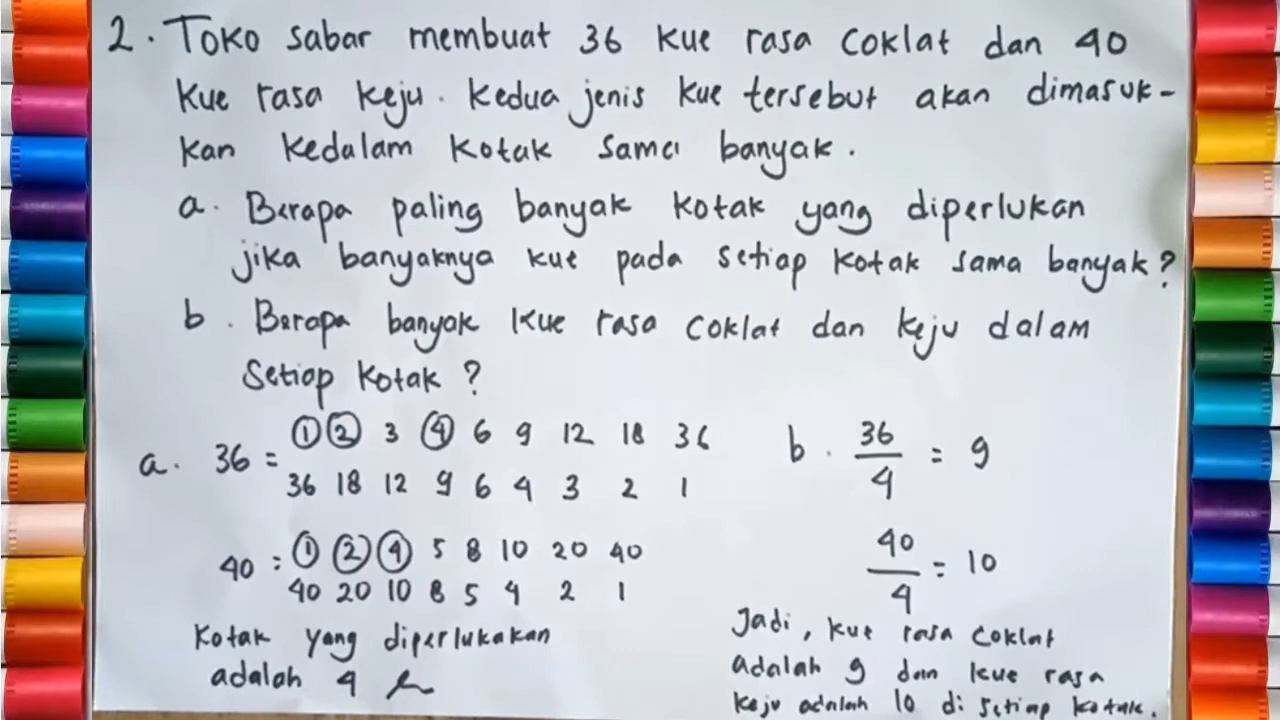 2. Toko sabar membuat 36 kue rasa coklat dan 40
kue rasa keju. Kedua jenis kue tersebut akan dimasuk-
kan kedalam kotak sama banyak.
a. Berapa paling banyak kotak yang diperlukan
jika banyaknya kue pada setiap kotak sama banyak?
b. Berapa banyak kue rasa coklat dan keju dalam
setiap kotak?
a. 36 = 1 2 3 4 6 9 12 18 36
36 18 12 9 6 4 3 2 1
40 = 1 2 4 5 8 10 20 40
40 20 10 8 5 4 2 1
Kotak yang diperlukakan
adalah 4
b. 36/4 = 9
40/4 = 10
Jadi, kue rasa coklat
adalah 9 dan kue rasa
keju adalah 10 di setiap kotak.